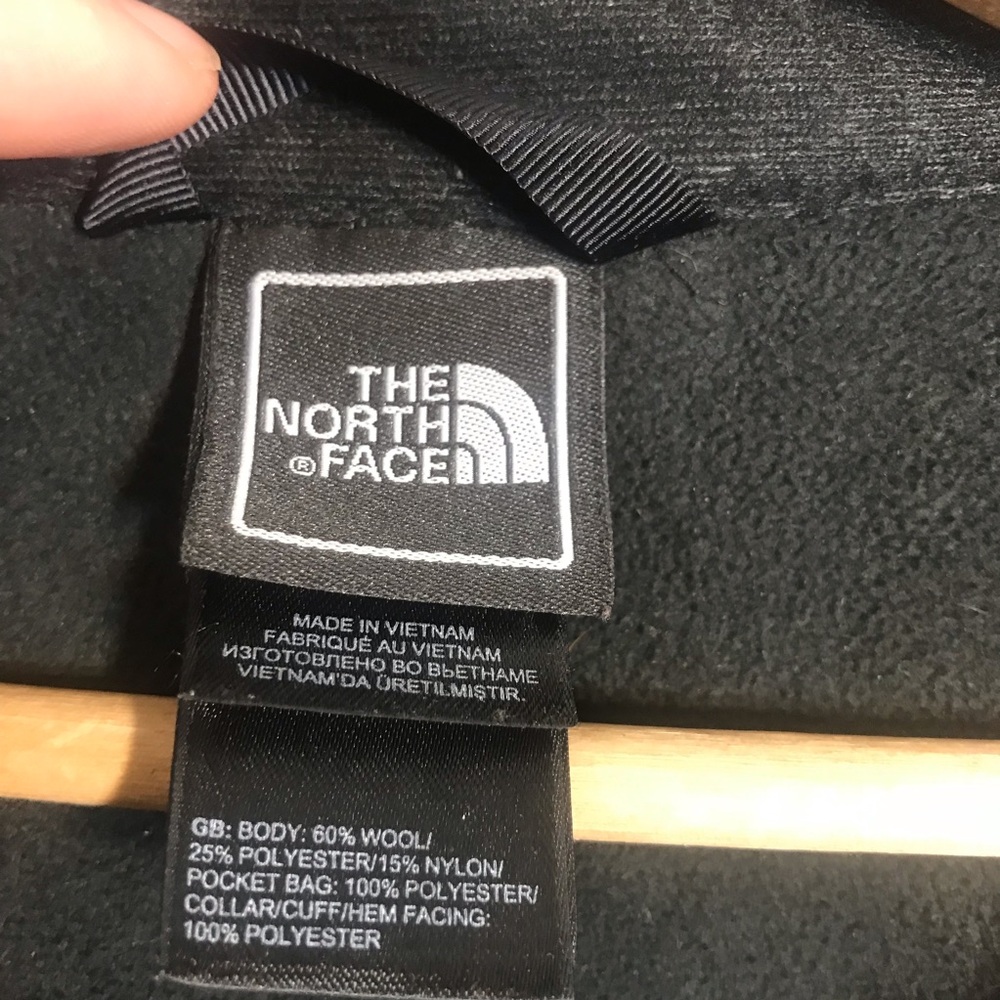 THE
NORTH
®FACE
MADE IN VIETNAM
FABRIQUÉ AU VIETNAM
ИЗГОТОВЛЕНО ВО ВЬЕТНАМЕ
VIETNAM'DA ÜRETILMIŞTIR.
GB: BODY: 60% WOOL/
25% POLYESTER/15% NYLON/
POCKET BAG: 100% POLYESTER/
COLLAR/CUFF/HEM FACING:
100% POLYESTER